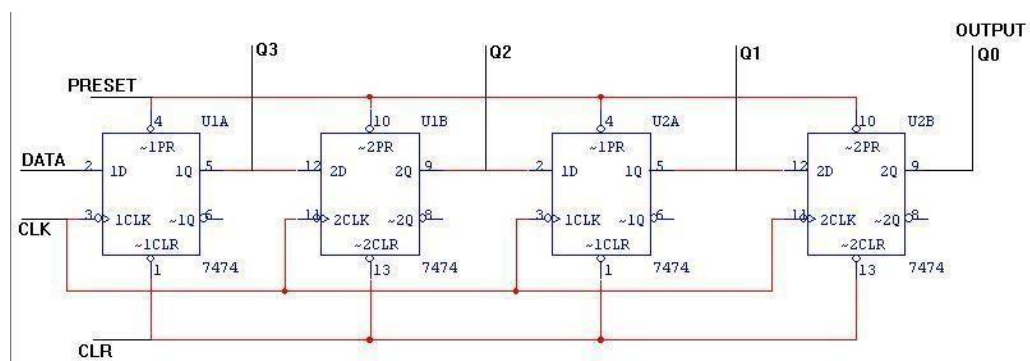 OUTPUT
Q3
Q2
Q1
Q0
PRESET
4 U1A
10 U1B
4 U2A
10 U2B
~1PR
~2PR
~1PR
~2PR
DATA
2 1D 1Q 5
12 2D 2Q 9
2 1D 1Q 5
12 2D 2Q 9
CLK
3 1CLK ~1Q 6
11 2CLK ~2Q 8
3 1CLK ~1Q 6
11 2CLK ~2Q 8
~1CLR
~2CLR
~1CLR
~2CLR
1 7474
13 7474
1 7474
13 7474
CLR